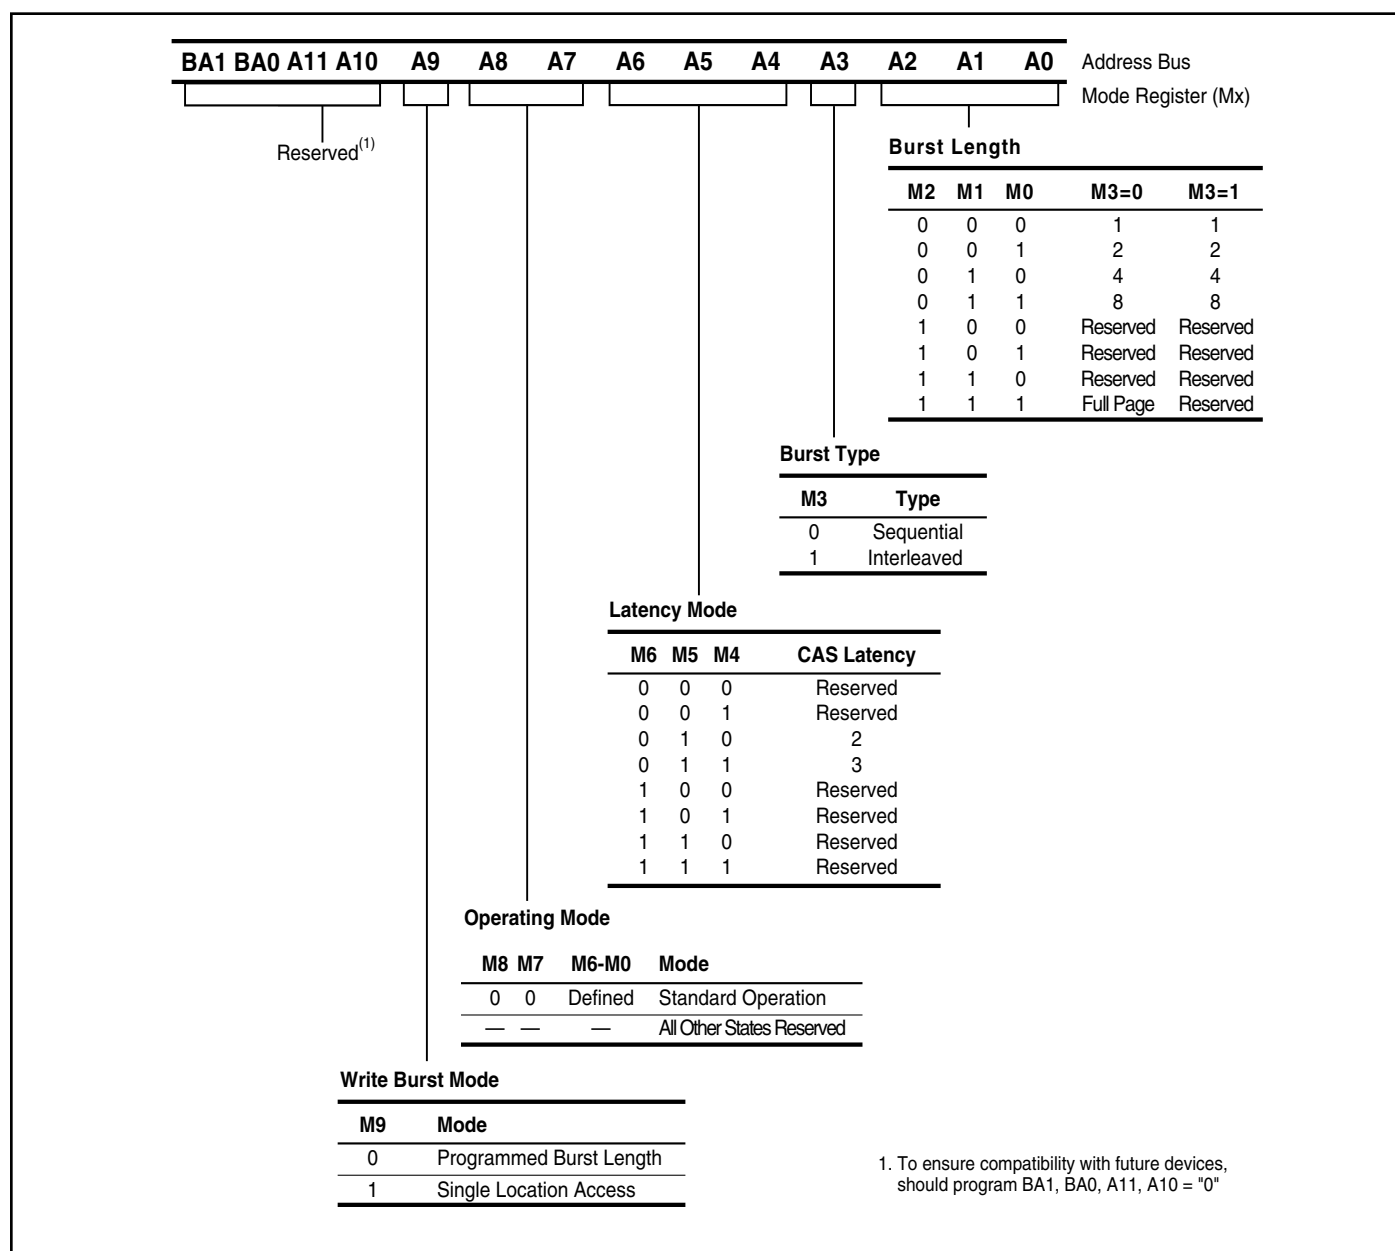 BA1 BA0 A11 A10 A9 A8 A7 A6 A5 A4 A3 A2 A1 A0 Address Bus
Mode Register (Mx)
Reserved(1)
Burst Length
M2 M1 M0 M3=0 M3=1
0 0 0 1 1
0 0 1 2 2
0 1 0 4 4
0 1 1 8 8
1 0 0 Reserved Reserved
1 0 1 Reserved Reserved
1 1 0 Reserved Reserved
1 1 1 Full Page Reserved
Burst Type
M3 Type
0 Sequential
1 Interleaved
Latency Mode
M6 M5 M4 CAS Latency
0 0 0 Reserved
0 0 1 Reserved
0 1 0 2
0 1 1 3
1 0 0 Reserved
1 0 1 Reserved
1 1 0 Reserved
1 1 1 Reserved
Operating Mode
M8 M7 M6-M0 Mode
0 0 Defined Standard Operation
— — — All Other States Reserved
Write Burst Mode
M9 Mode
0 Programmed Burst Length
1 Single Location Access
1. To ensure compatibility with future devices,
should program BA1, BA0, A11, A10 = "0"